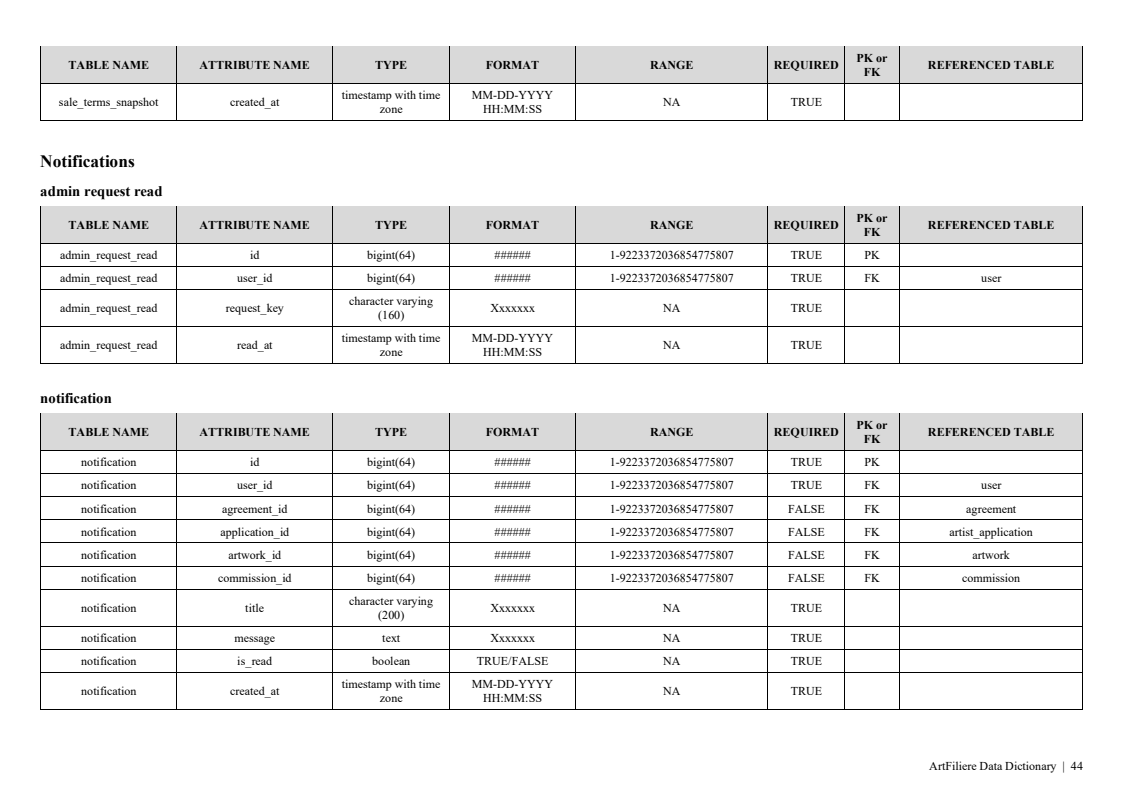 TABLE NAME ATTRIBUTE NAME TYPE FORMAT RANGE REQUIRED PK or FK REFERENCED TABLE
sale_terms_snapshot created_at timestamp with time zone MM-DD-YYYY HH:MM:SS NA TRUE
Notifications
admin request read
TABLE NAME ATTRIBUTE NAME TYPE FORMAT RANGE REQUIRED PK or FK REFERENCED TABLE
admin_request_read id bigint(64) ###### 1-9223372036854775807 TRUE PK
admin_request_read user_id bigint(64) ###### 1-9223372036854775807 TRUE FK user
admin_request_read request_key character varying (160) Xxxxxxx NA TRUE
admin_request_read read_at timestamp with time zone MM-DD-YYYY HH:MM:SS NA TRUE
notification
TABLE NAME ATTRIBUTE NAME TYPE FORMAT RANGE REQUIRED PK or FK REFERENCED TABLE
notification id bigint(64) ###### 1-9223372036854775807 TRUE PK
notification user_id bigint(64) ###### 1-9223372036854775807 TRUE FK user
notification agreement_id bigint(64) ###### 1-9223372036854775807 FALSE FK agreement
notification application_id bigint(64) ###### 1-9223372036854775807 FALSE FK artist_application
notification artwork_id bigint(64) ###### 1-9223372036854775807 FALSE FK artwork
notification commission_id bigint(64) ###### 1-9223372036854775807 FALSE FK commission
notification title character varying (200) Xxxxxxx NA TRUE
notification message text Xxxxxxx NA TRUE
notification is_read boolean TRUE/FALSE NA TRUE
notification created_at timestamp with time zone MM-DD-YYYY HH:MM:SS NA TRUE
ArtFiliere Data Dictionary | 44